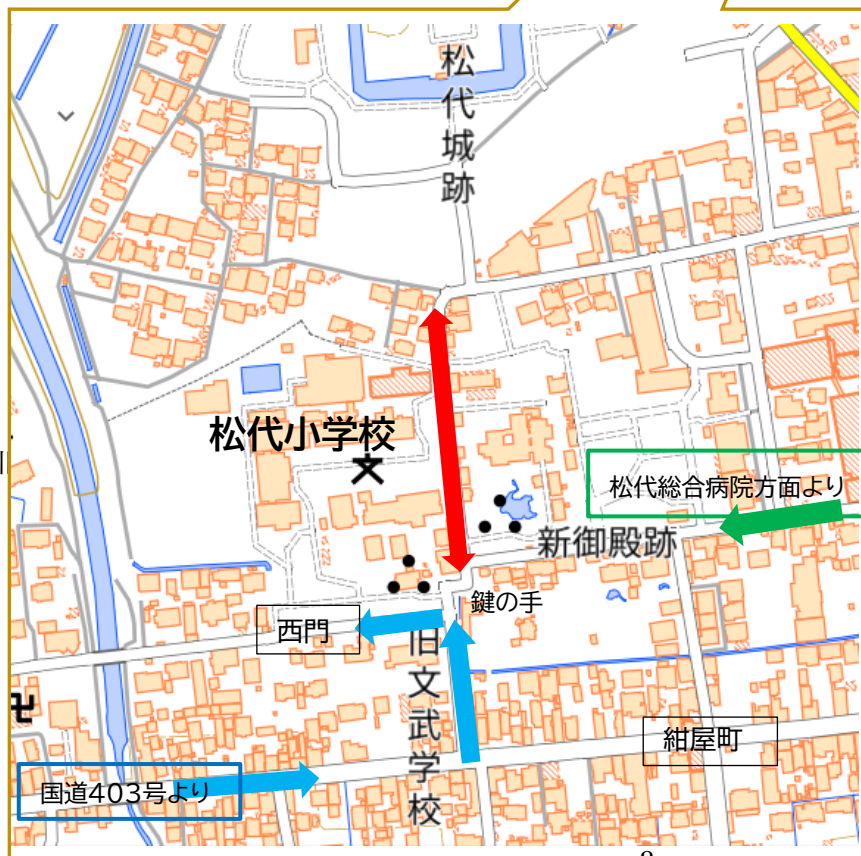 松代城跡
松代小学校
松代総合病院方面より
新御殿跡
鍵の手
西門
旧文武学校
紺屋町
国道403号より